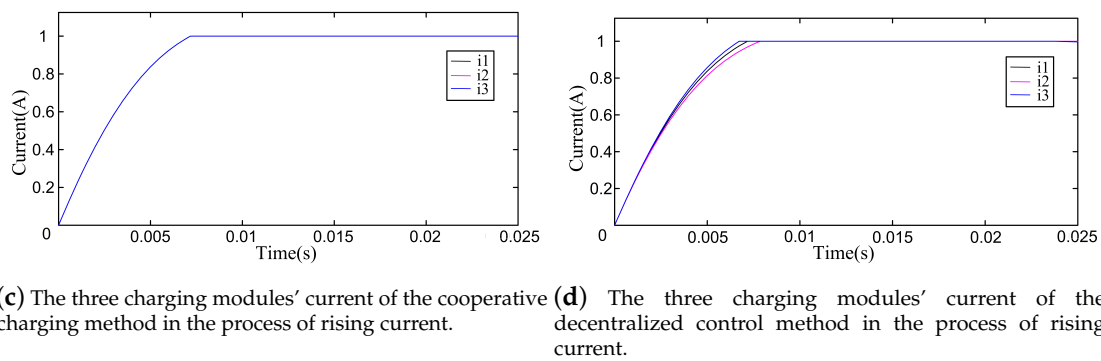 1
0.8
0.6
0.4
0.2
0
Current(A)
i1
i2
i3
0.005
0.01
0.015
0.02
0.025
Time(s)
1
0.8
0.6
0.4
0.2
0
Current(A)
i1
i2
i3
0.005
0.01
0.015
0.02
0.025
Time(s)
(c) The three charging modules’ current of the cooperative
charging method in the process of rising current.
(d) The three charging modules’ current of the
decentralized control method in the process of rising
current.